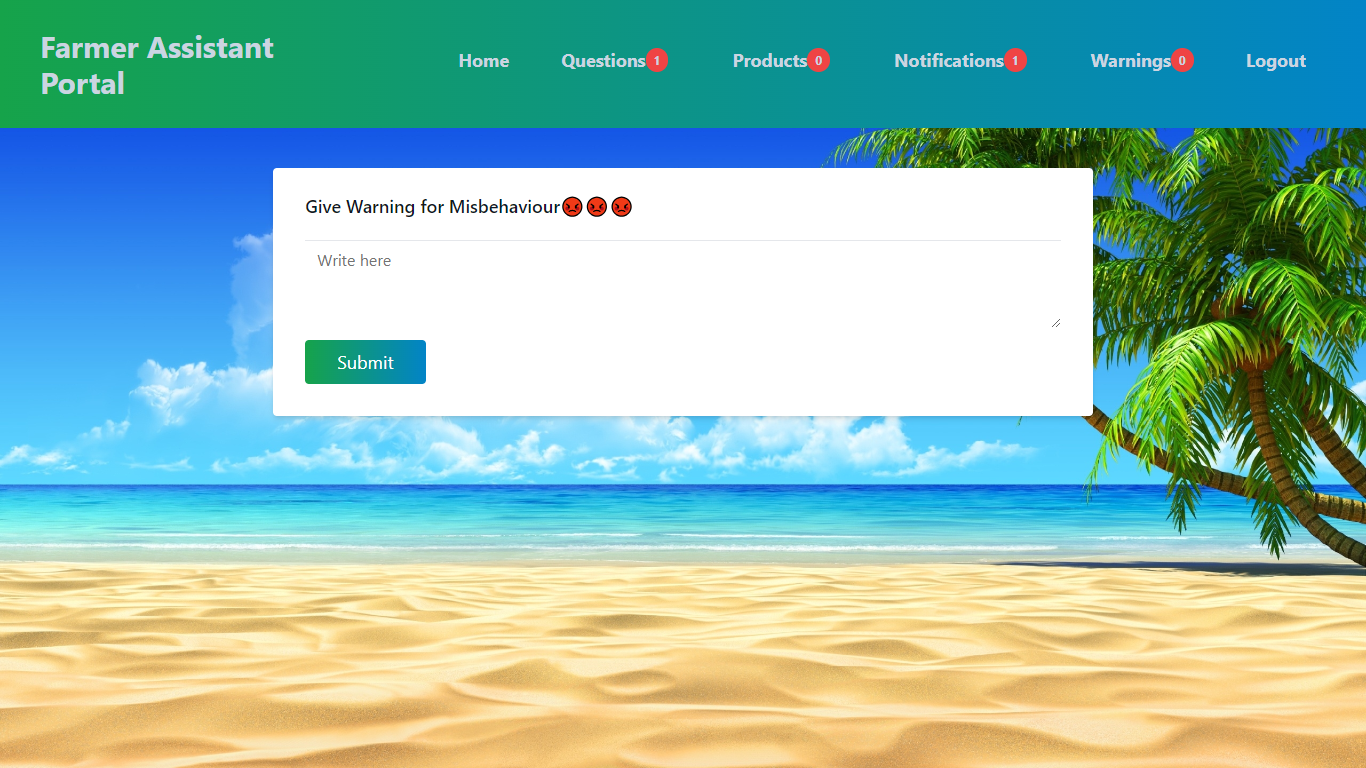 Farmer Assistant
Portal
Home
Questions 1
Products 0
Notifications 1
Warnings 0
Logout
Give Warning for Misbehaviour😡😡😡
Write here
Submit